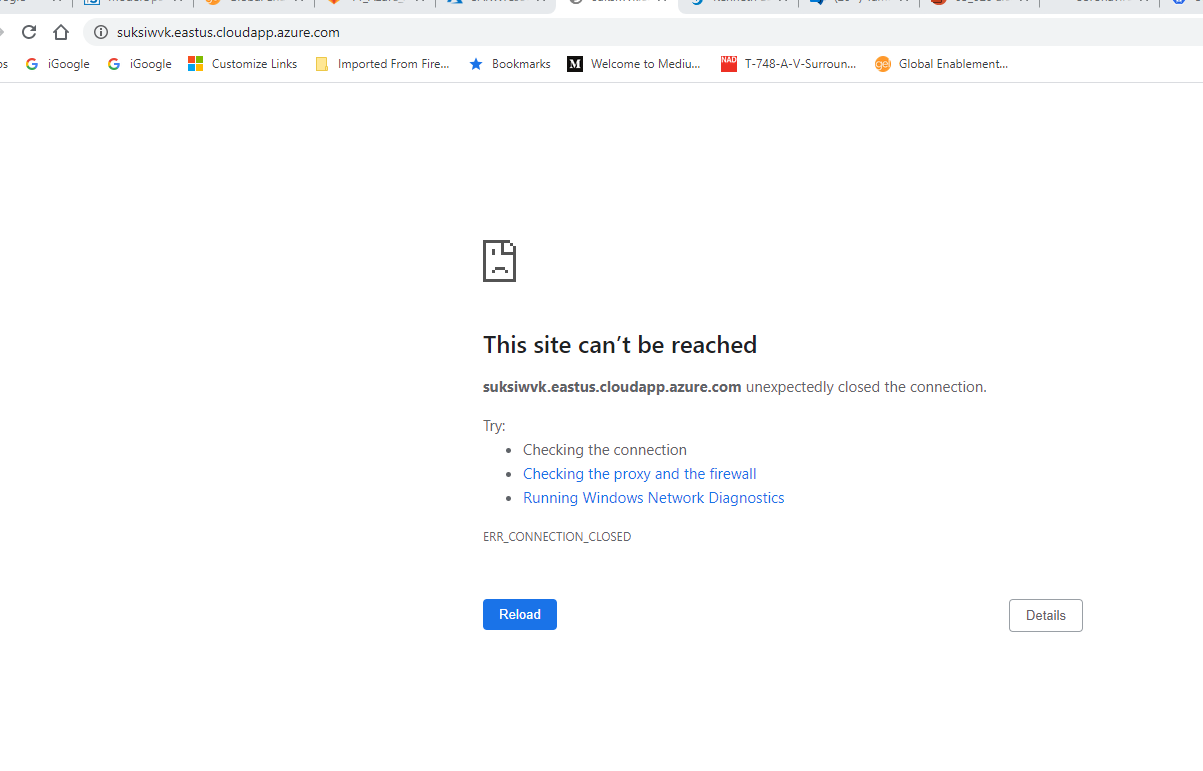 suksiwvk.eastus.cloudapp.azure.com
iGoogle iGoogle Customize Links Imported From Fire... Bookmarks M Welcome to Mediu... NAD T-748-A-V-Surroun... gel Global Enablement...
This site can’t be reached
suksiwvk.eastus.cloudapp.azure.com unexpectedly closed the connection.
Try:
• Checking the connection
• Checking the proxy and the firewall
• Running Windows Network Diagnostics
ERR_CONNECTION_CLOSED
Reload Details